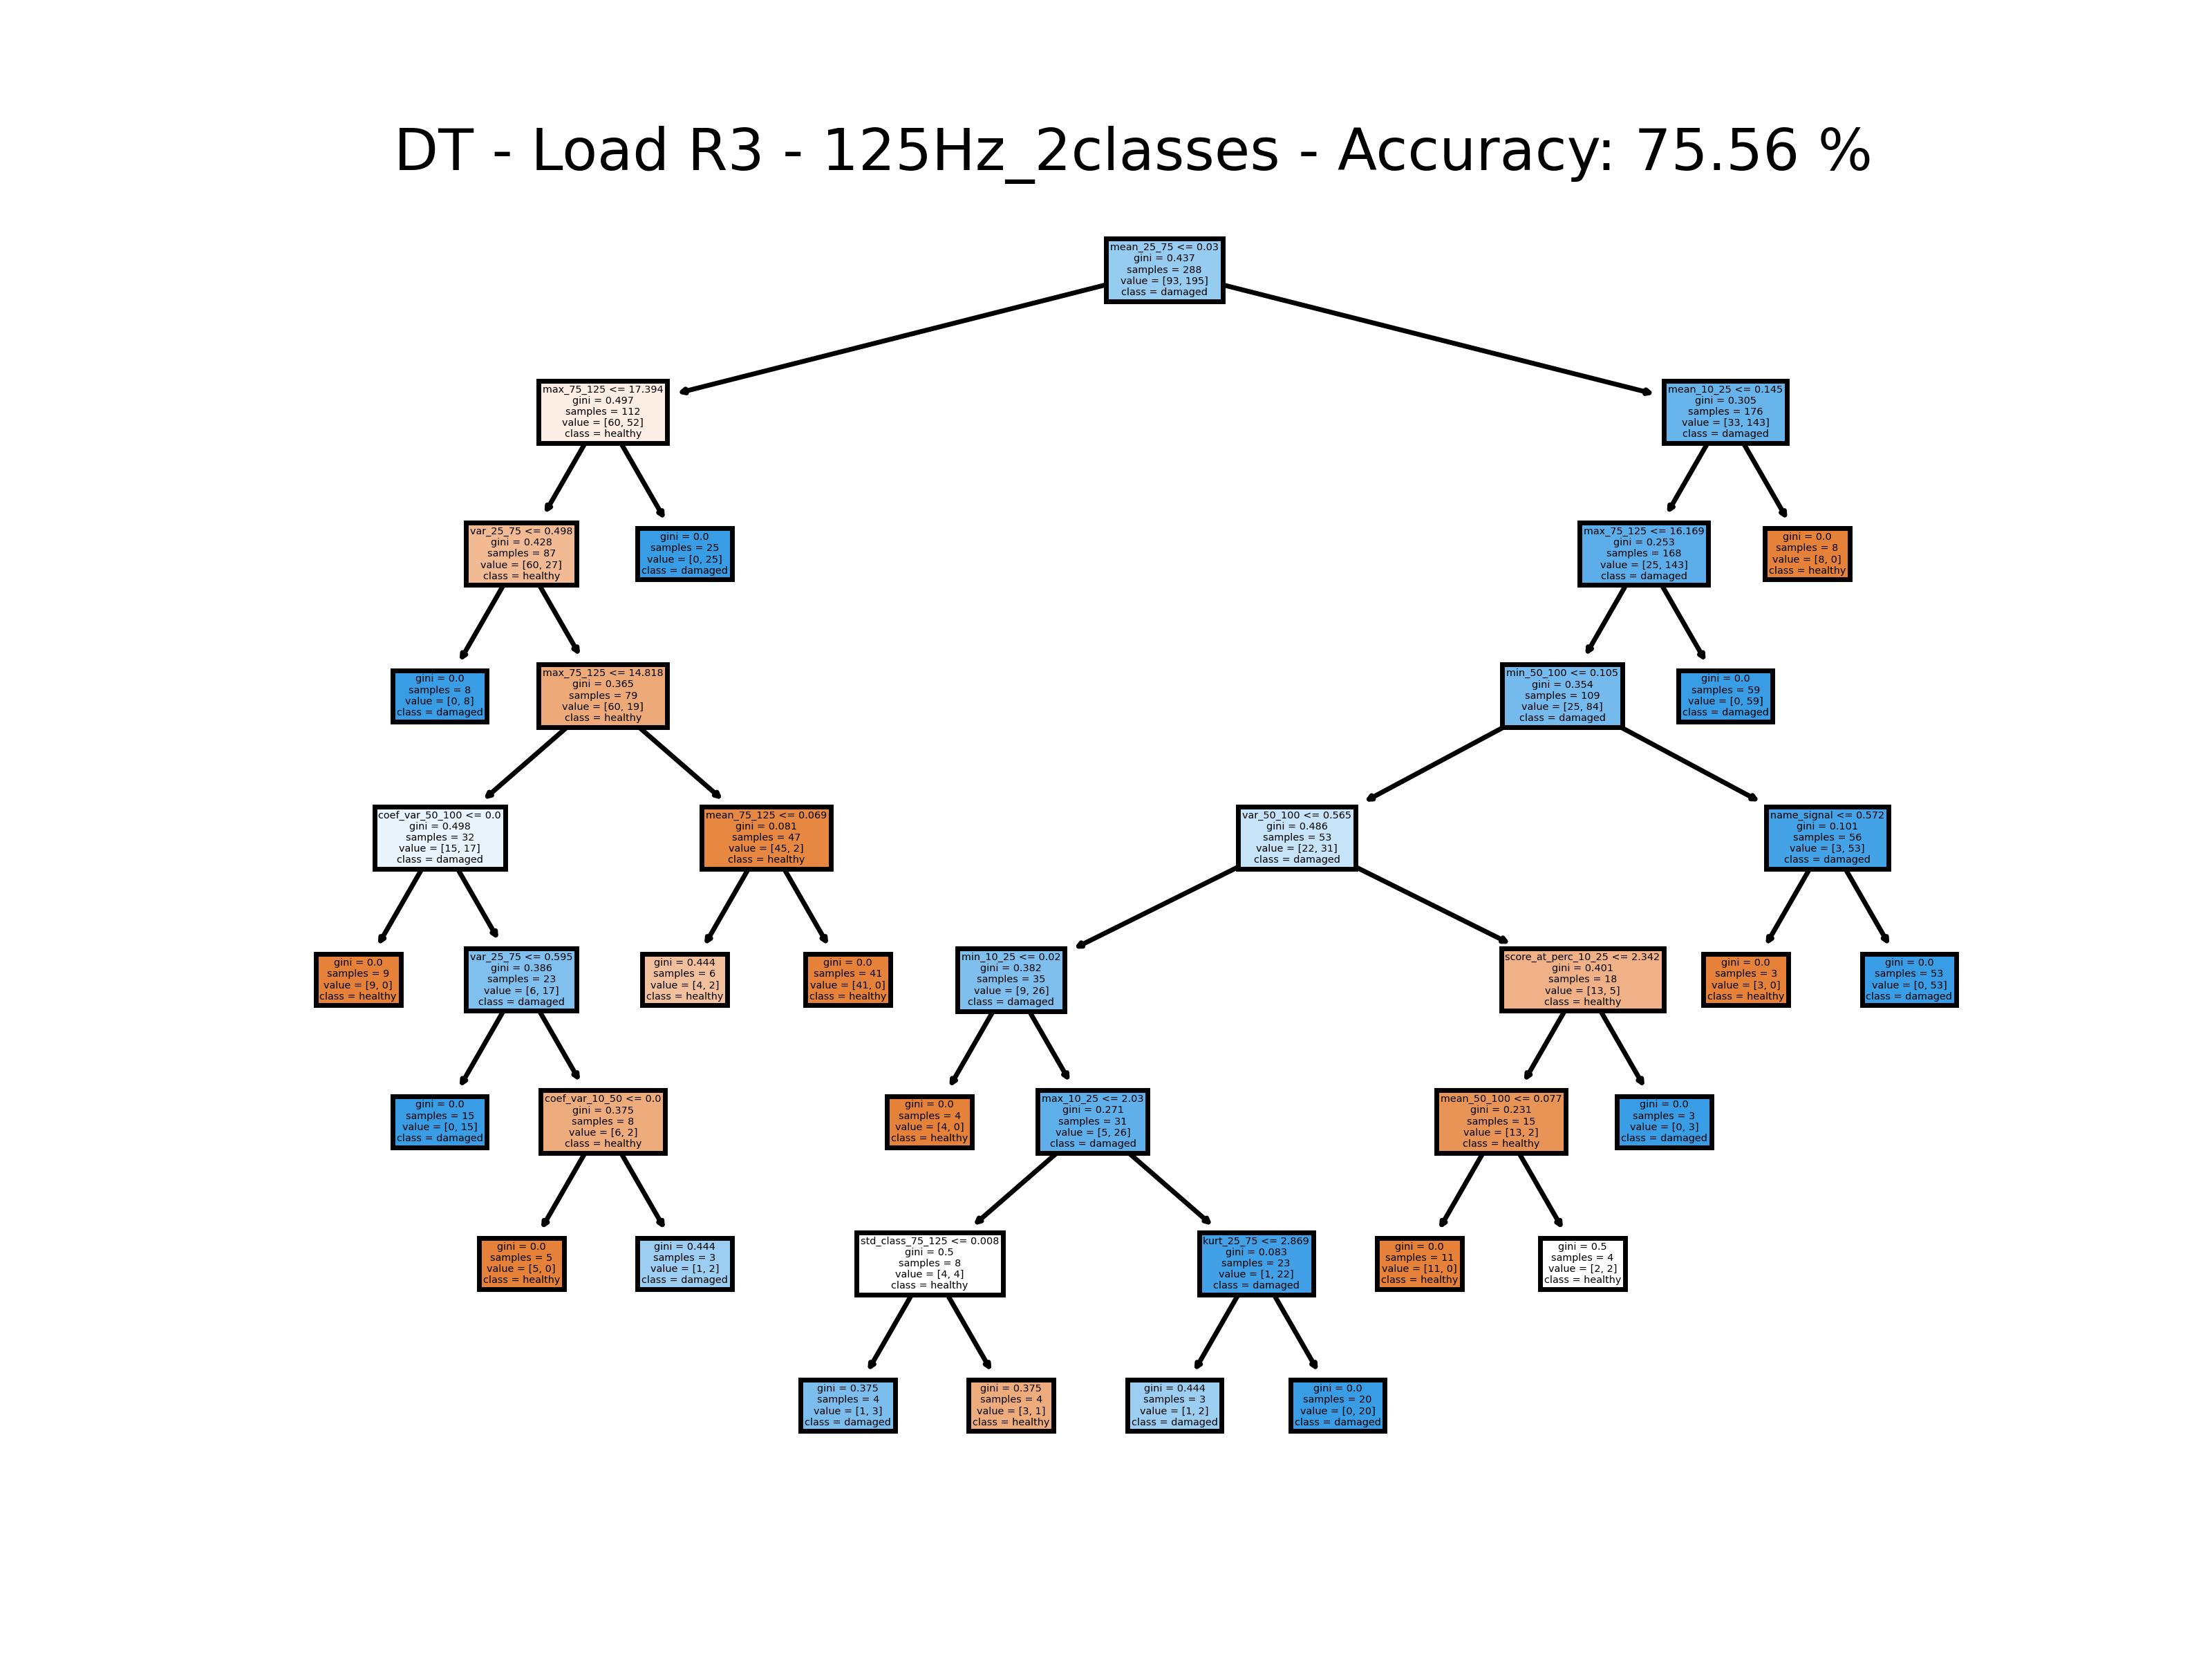 DT - Load R3 - 125Hz_2classes - Accuracy: 75.56 %
mean_25_75 <= 0.03
gini = 0.437
samples = 288
value = [93, 195]
class = damaged
max_75_125 <= 17.394
gini = 0.497
samples = 112
value = [60, 52]
class = healthy
mean_10_25 <= 0.145
gini = 0.305
samples = 176
value = [33, 143]
class = damaged
var_25_75 <= 0.498
gini = 0.428
samples = 87
value = [60, 27]
class = healthy
gini = 0.0
samples = 25
value = [0, 25]
class = damaged
max_75_125 <= 16.169
gini = 0.253
samples = 168
value = [25, 143]
class = damaged
gini = 0.0
samples = 8
value = [8, 0]
class = healthy
gini = 0.0
samples = 8
value = [0, 8]
class = damaged
max_75_125 <= 14.818
gini = 0.365
samples = 79
value = [60, 19]
class = healthy
min_50_100 <= 0.105
gini = 0.354
samples = 109
value = [25, 84]
class = damaged
gini = 0.0
samples = 59
value = [0, 59]
class = damaged
coef_var_50_100 <= 0.0
gini = 0.498
samples = 32
value = [15, 17]
class = damaged
mean_75_125 <= 0.069
gini = 0.081
samples = 47
value = [45, 2]
class = healthy
var_50_100 <= 0.565
gini = 0.486
samples = 53
value = [22, 31]
class = damaged
name_signal <= 0.572
gini = 0.101
samples = 56
value = [3, 53]
class = damaged
gini = 0.0
samples = 9
value = [9, 0]
class = healthy
var_25_75 <= 0.595
gini = 0.386
samples = 23
value = [6, 17]
class = damaged
gini = 0.444
samples = 6
value = [4, 2]
class = healthy
gini = 0.0
samples = 41
value = [41, 0]
class = healthy
min_10_25 <= 0.02
gini = 0.382
samples = 35
value = [9, 26]
class = damaged
score_at_perc_10_25 <= 2.342
gini = 0.401
samples = 18
value = [13, 5]
class = healthy
gini = 0.0
samples = 3
value = [3, 0]
class = healthy
gini = 0.0
samples = 53
value = [0, 53]
class = damaged
gini = 0.0
samples = 15
value = [0, 15]
class = damaged
coef_var_10_50 <= 0.0
gini = 0.375
samples = 8
value = [6, 2]
class = healthy
gini = 0.0
samples = 4
value = [4, 0]
class = healthy
max_10_25 <= 2.03
gini = 0.271
samples = 31
value = [5, 26]
class = damaged
mean_50_100 <= 0.077
gini = 0.231
samples = 15
value = [13, 2]
class = healthy
gini = 0.0
samples = 3
value = [0, 3]
class = damaged
gini = 0.0
samples = 5
value = [5, 0]
class = healthy
gini = 0.444
samples = 3
value = [1, 2]
class = damaged
std_class_75_125 <= 0.008
gini = 0.5
samples = 8
value = [4, 4]
class = healthy
kurt_25_75 <= 2.869
gini = 0.083
samples = 23
value = [1, 22]
class = damaged
gini = 0.0
samples = 11
value = [11, 0]
class = healthy
gini = 0.5
samples = 4
value = [2, 2]
class = healthy
gini = 0.375
samples = 4
value = [1, 3]
class = damaged
gini = 0.375
samples = 4
value = [3, 1]
class = healthy
gini = 0.444
samples = 3
value = [1, 2]
class = damaged
gini = 0.0
samples = 20
value = [0, 20]
class = damaged